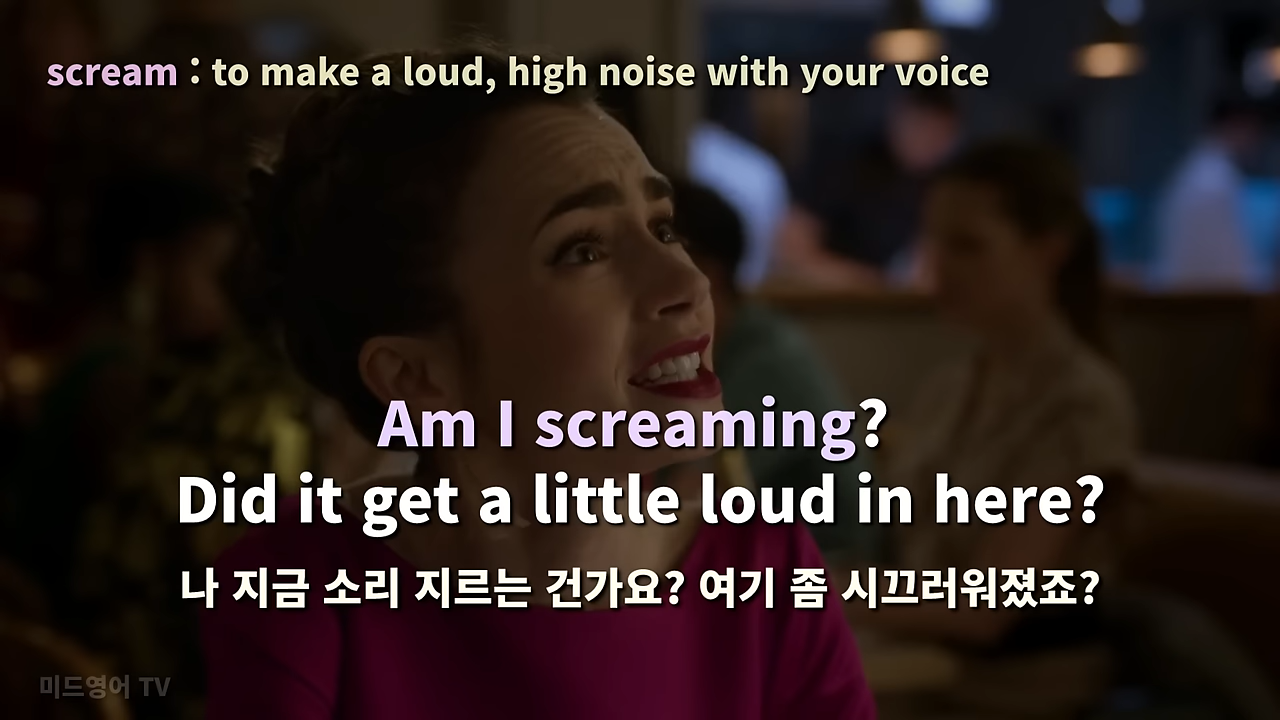 scream : to make a loud, high noise with your voice
Am I screaming?
Did it get a little loud in here?
나 지금 소리 지르는 건가요? 여기 좀 시끄러워졌죠?
미드영어 TV